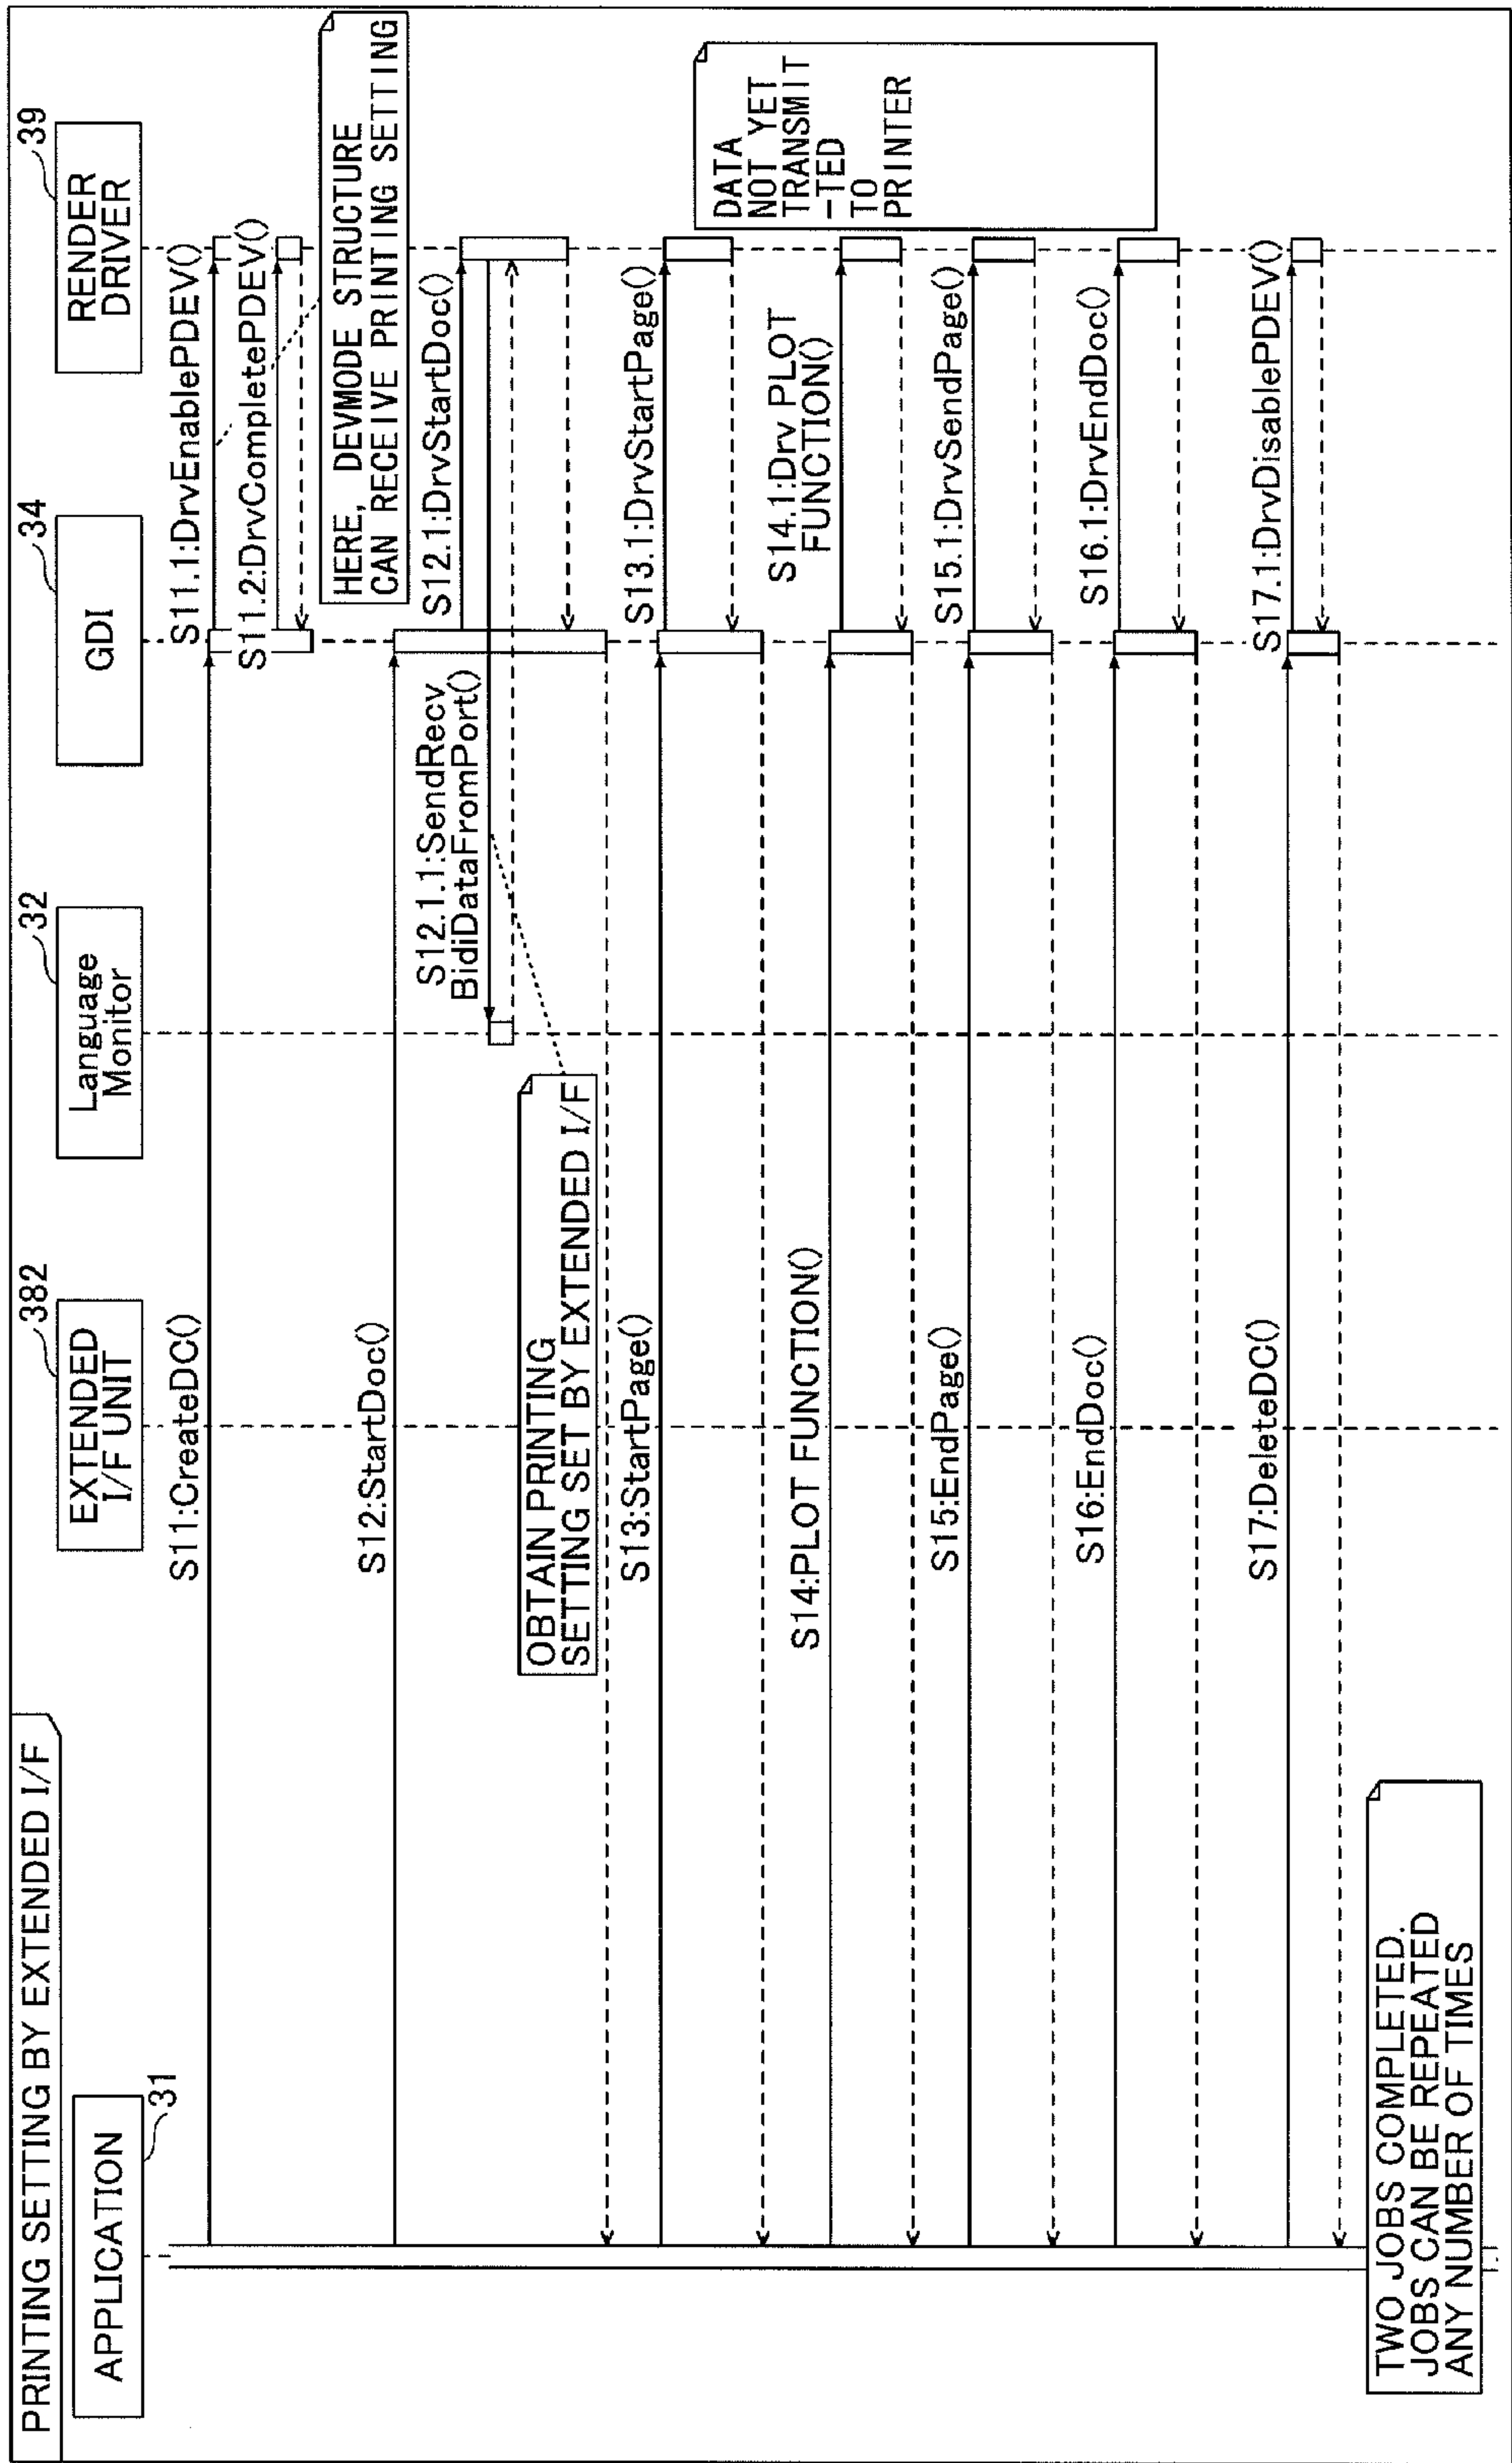 PRINTING SETTING BY EXTENDED I/F
APPLICATION
31
EXTENDED
I/F UNIT
382
Language
Monitor
32
GDI
34
RENDER
DRIVER
39
S11:CreateDC()
S11.1:DrvEnablePDEV()
S11.2:DrvCompletePDEV()
HERE, DEVMODE STRUCTURE
CAN RECEIVE PRINT SETTING
S12:StartDoc()
S12.1:DrvStartDoc()
S12.1.1:SendRecv
BidiDataFromPort()
OBTAIN PRINTING
SETTING SET BY EXTENDED I/F
S13:StartPage()
S13.1:DrvStartPage()
DATA
NOT YET
TRANSMIT
-TED
TO
PRINTER
S14:PLOT FUNCTION()
S14.1:Drv PLOT
FUNCTION()
S15:EndPage()
S15.1:DrvSendPage()
S16:EndDoc()
S16.1:DrvEndDoc()
S17:DeleteDC()
S17.1:DrvDisablePDEV()
TWO JOBS COMPLETED.
JOBS CAN BE REPEATED
ANY NUMBER OF TIMES